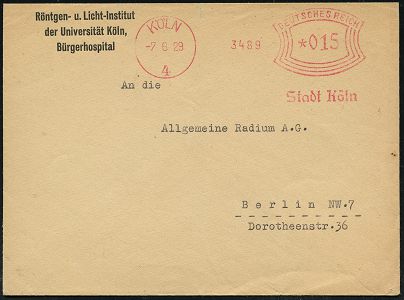 Röntgen- u. Licht-Institut
der Universität Köln,
Bürgerhospital
KÖLN
-7.6.29
4
3489
DEUTSCHES REICH
*015
Stadt Köln
An die
Allgemeine Radium A.G.
Berlin NW.7
Dorotheenstr.36